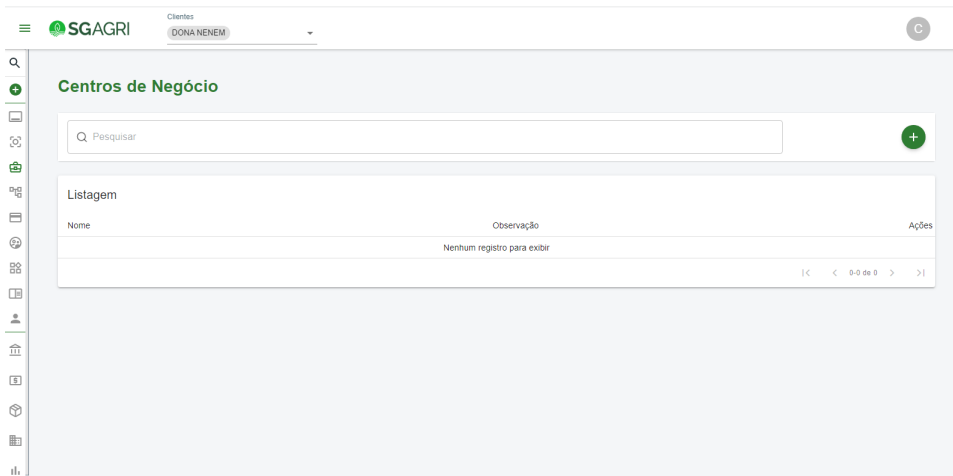 Clientes
SGAGRI
DONA NENEM
C
Centros de Negócio
Pesquisar
Listagem
Nome Observação Ações
Nenhum registro para exibir
0-0 de 0